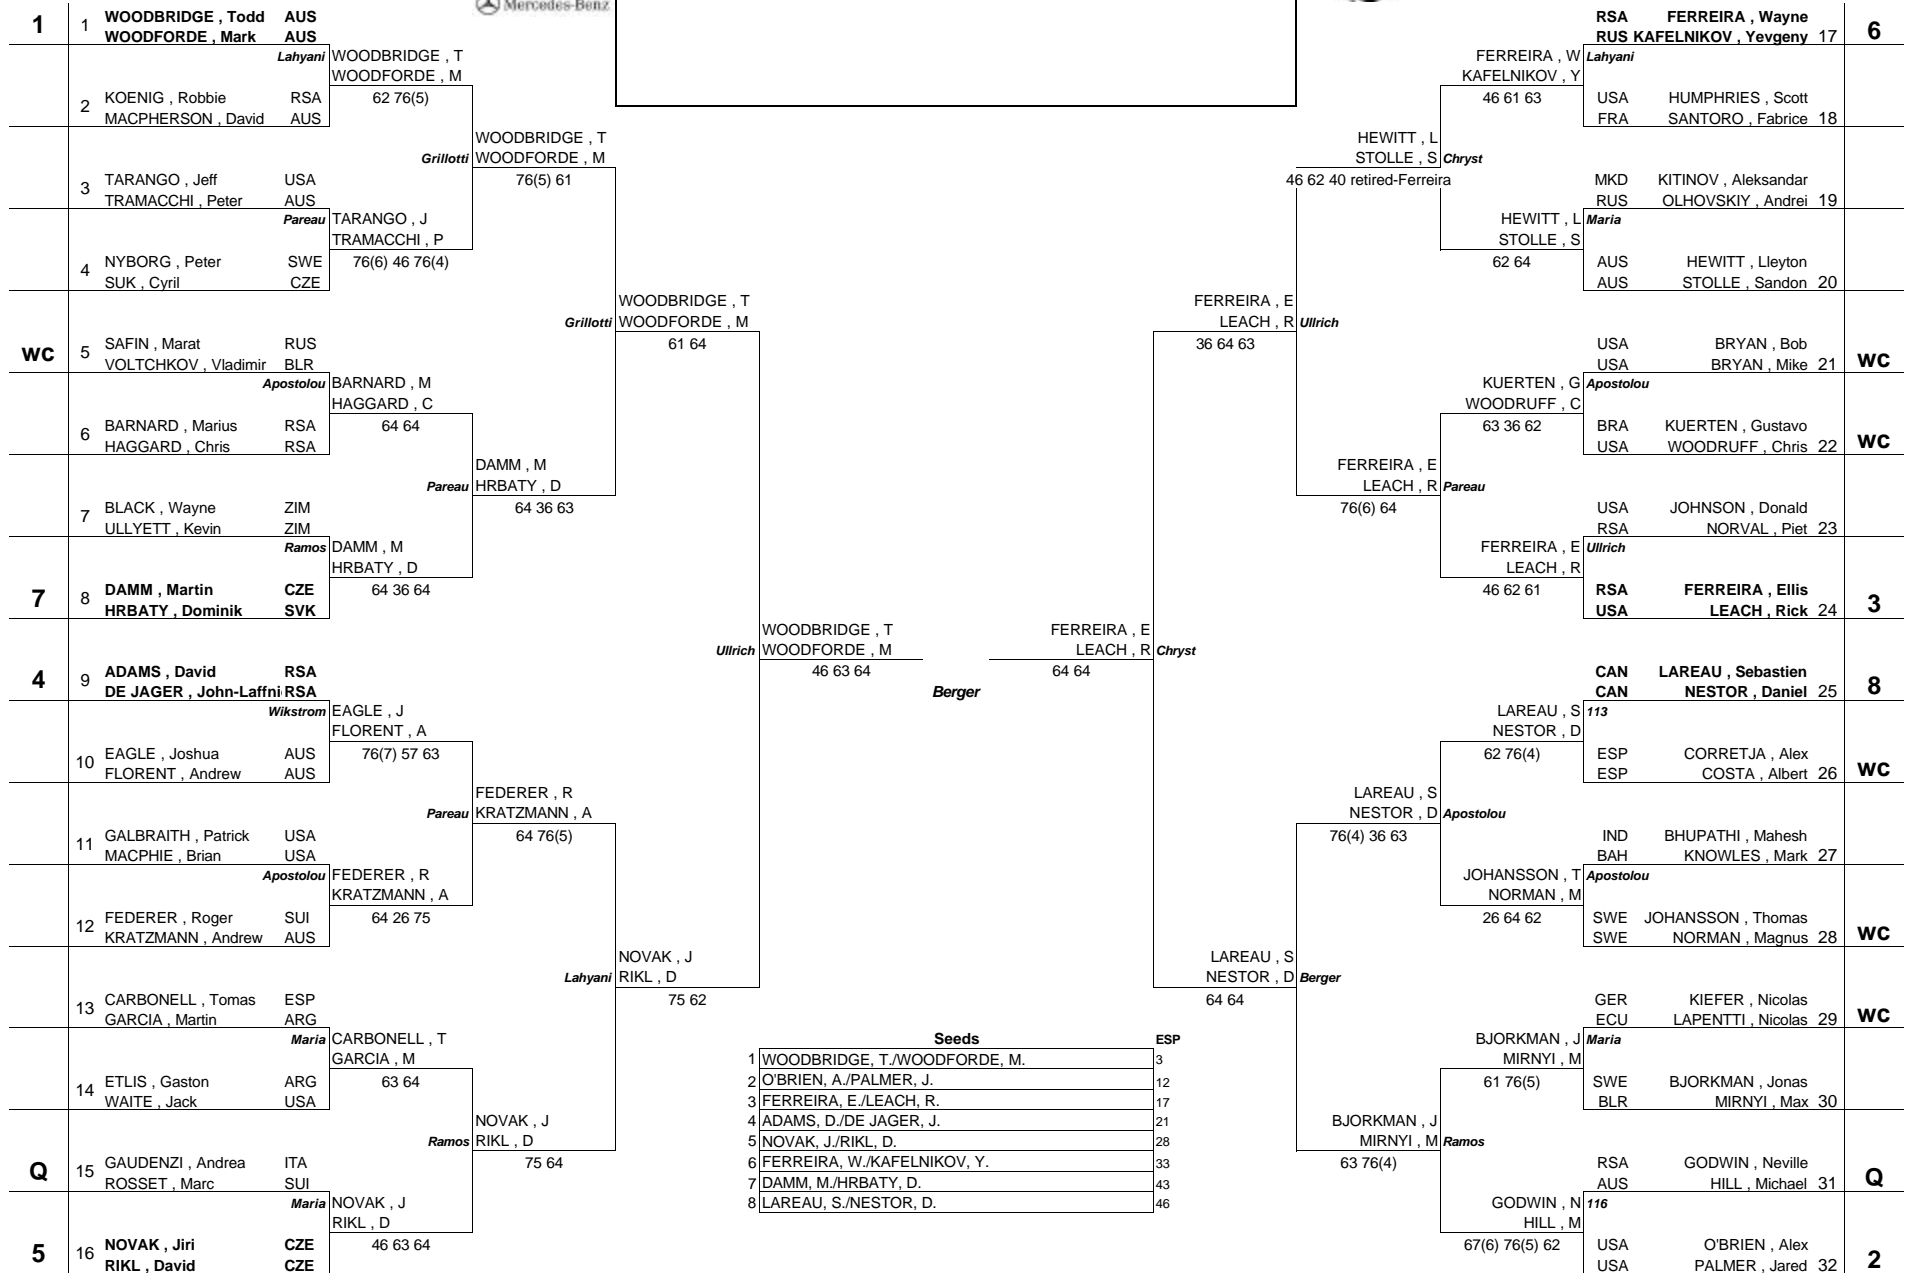 Mercedes-Benz
1 1 WOODBRIDGE , Todd AUS
WOODFORDE , Mark AUS
Lahyani WOODBRIDGE , T
WOODFORDE , M
2 KOENIG , Robbie RSA 62 76(5)
MACPHERSON , David AUS
WOODBRIDGE , T
Grillotti WOODFORDE , M
3 TARANGO , Jeff USA 76(5) 61
TRAMACCHI , Peter AUS
Pareau TARANGO , J
TRAMACCHI , P
4 NYBORG , Peter SWE 76(6) 46 76(4)
SUK , Cyril CZE
WOODBRIDGE , T
Grillotti WOODFORDE , M
wc 5 SAFIN , Marat RUS 61 64
VOLTCHKOV , Vladimir BLR
Apostolou BARNARD , M
HAGGARD , C
6 BARNARD , Marius RSA 64 64
HAGGARD , Chris RSA
DAMM , M
Pareau HRBATY , D
7 BLACK , Wayne ZIM 64 36 63
ULLYETT , Kevin ZIM
Ramos DAMM , M
HRBATY , D
7 8 DAMM , Martin CZE 64 36 64
HRBATY , Dominik SVK
WOODBRIDGE , T
Ullrich WOODFORDE , M
4 9 ADAMS , David RSA 46 63 64
DE JAGER , John-Laffni RSA
Wikstrom EAGLE , J
FLORENT , A
10 EAGLE , Joshua AUS 76(7) 57 63
FLORENT , Andrew AUS
FEDERER , R
Pareau KRATZMANN , A
11 GALBRAITH , Patrick USA 64 76(5)
MACPHIE , Brian USA
Apostolou FEDERER , R
KRATZMANN , A
12 FEDERER , Roger SUI 64 26 75
KRATZMANN , Andrew AUS
NOVAK , J
Lahyani RIKL , D
13 CARBONELL , Tomas ESP 75 62
GARCIA , Martin ARG
Maria CARBONELL , T
GARCIA , M
14 ETLIS , Gaston ARG 63 64
WAITE , Jack USA
NOVAK , J
Ramos RIKL , D
Q 15 GAUDENZI , Andrea ITA 75 64
ROSSET , Marc SUI
Maria NOVAK , J
RIKL , D
5 16 NOVAK , Jiri CZE 46 63 64
RIKL , David CZE
Berger
Seeds ESP
1 WOODBRIDGE, T./WOODFORDE, M. 3
2 O'BRIEN, A./PALMER, J. 12
3 FERREIRA, E./LEACH, R. 17
4 ADAMS, D./DE JAGER, J. 21
5 NOVAK, J./RIKL, D. 28
6 FERREIRA, W./KAFELNIKOV, Y. 33
7 DAMM, M./HRBATY, D. 43
8 LAREAU, S./NESTOR, D. 46
RSA FERREIRA , Wayne
RUS KAFELNIKOV , Yevgeny 17 6
FERREIRA , W Lahyani
KAFELNIKOV , Y
46 61 63 USA HUMPHRIES , Scott
FRA SANTORO , Fabrice 18
HEWITT , L
STOLLE , S Chryst
46 62 40 retired-Ferreira MKD KITINOV , Aleksandar
RUS OLHOVSKIY , Andrei 19
HEWITT , L Maria
STOLLE , S
62 64 AUS HEWITT , Lleyton
AUS STOLLE , Sandon 20
FERREIRA , E
LEACH , R Ullrich
36 64 63 USA BRYAN , Bob
USA BRYAN , Mike 21 wc
KUERTEN , G Apostolou
WOODRUFF , C
63 36 62 BRA KUERTEN , Gustavo
USA WOODRUFF , Chris 22 wc
FERREIRA , E
LEACH , R Pareau
76(6) 64 USA JOHNSON , Donald
RSA NORVAL , Piet 23
FERREIRA , E Ullrich
LEACH , R
46 62 61 RSA FERREIRA , Ellis
USA LEACH , Rick 24 3
FERREIRA , E
LEACH , R Chryst
64 64 CAN LAREAU , Sebastien
CAN NESTOR , Daniel 25 8
LAREAU , S 113
NESTOR , D
62 76(4) ESP CORRETJA , Alex
ESP COSTA , Albert 26 wc
LAREAU , S
NESTOR , D Apostolou
76(4) 36 63 IND BHUPATHI , Mahesh
BAH KNOWLES , Mark 27
JOHANSSON , T Apostolou
NORMAN , M
26 64 62 SWE JOHANSSON , Thomas
SWE NORMAN , Magnus 28 wc
LAREAU , S
NESTOR , D Berger
64 64 GER KIEFER , Nicolas
ECU LAPENTTI , Nicolas 29 wc
BJORKMAN , J Maria
MIRNYI , M
61 76(5) SWE BJORKMAN , Jonas
BLR MIRNYI , Max 30
BJORKMAN , J
MIRNYI , M Ramos
63 76(4) RSA GODWIN , Neville
AUS HILL , Michael 31 Q
GODWIN , N 116
HILL , M
67(6) 76(5) 62 USA O'BRIEN , Alex
USA PALMER , Jared 32 2